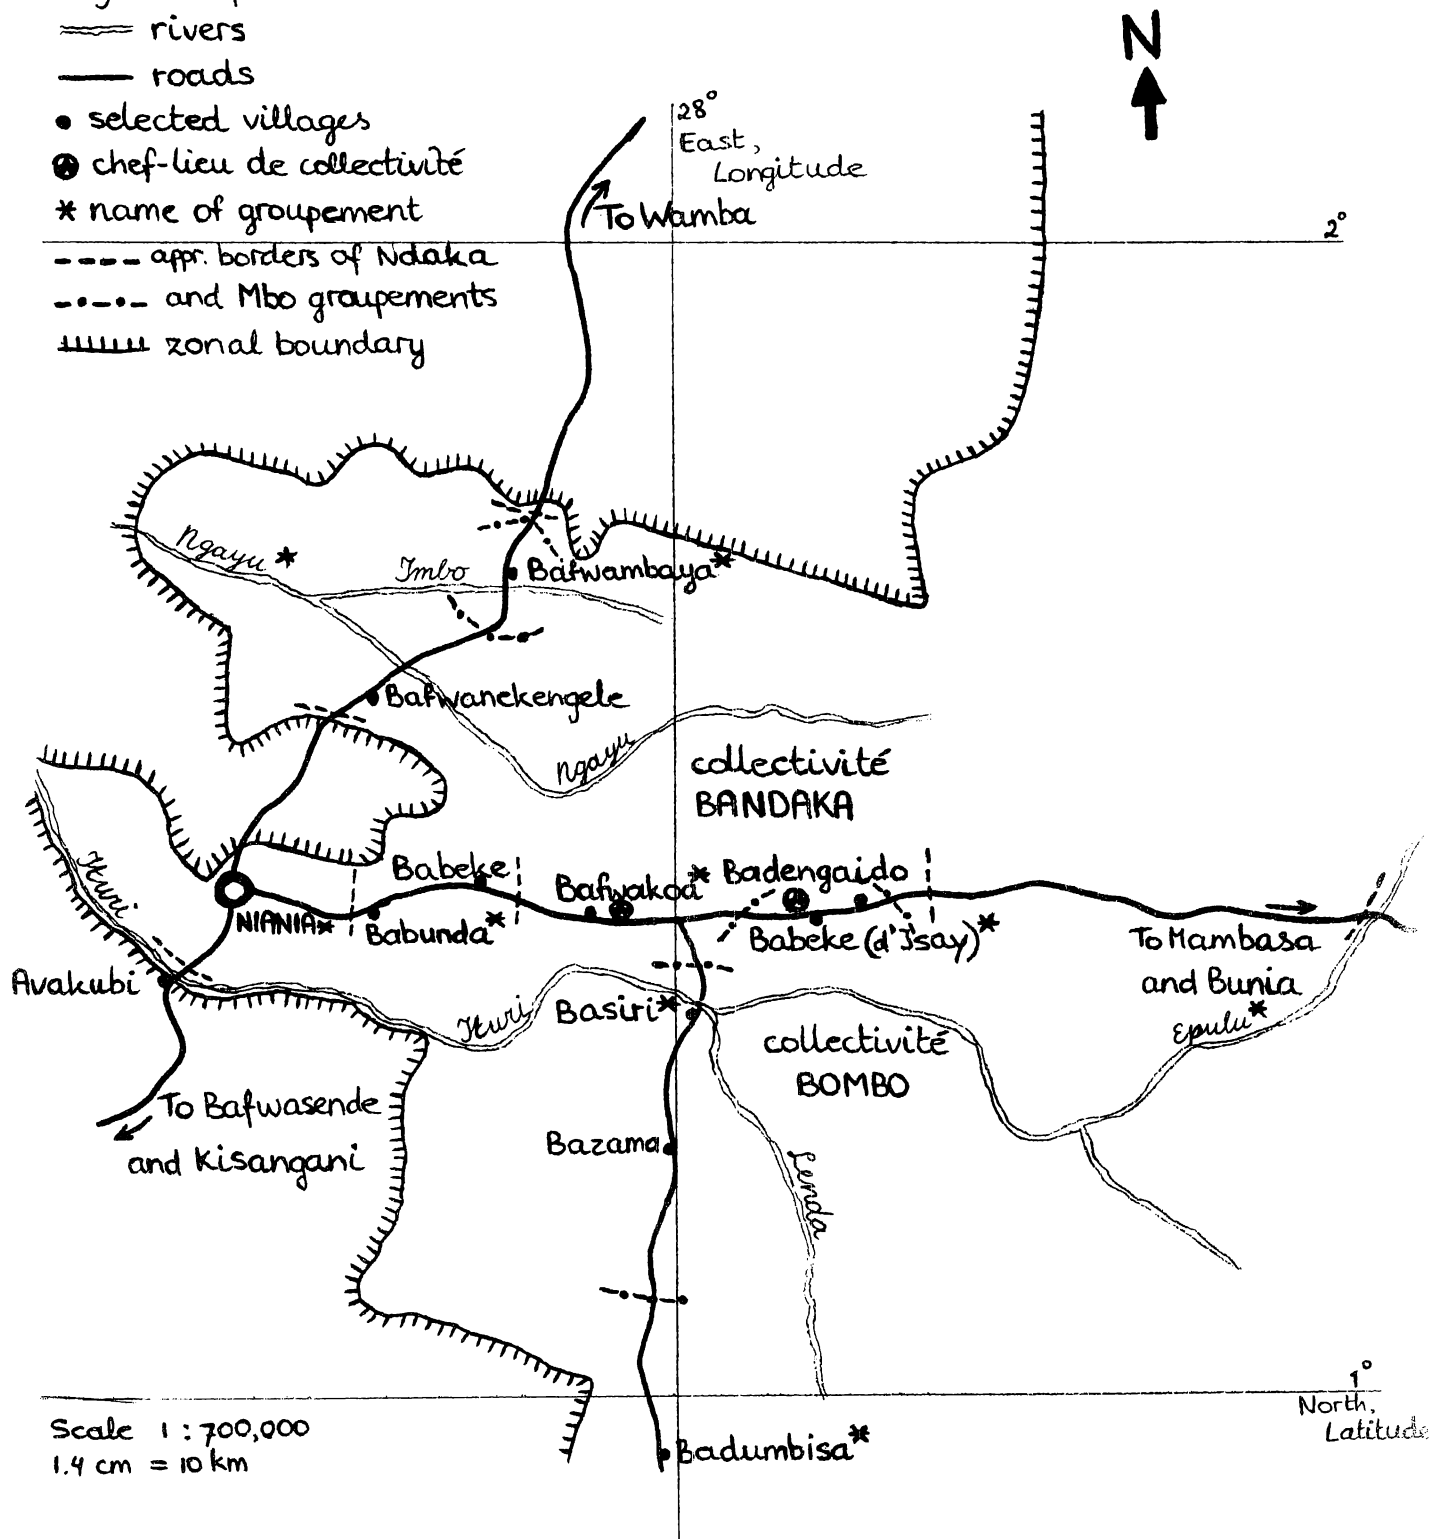 rivers
roads
selected villages
chef-lieu de collectivité
* name of groupement
appr. borders of Ndaka
and Mbo groupements
zonal boundary
N
28°
East,
Longitude
To Wamba
2°
Ngayu *
Imbo
Bafwambaya*
Bafwanekengele
Ngayu
collectivité
BANDAKA
Ituri
Babeke
Bafwakoa*
Badengaido
NIANIA*
Babunda*
Babeke (d'Isay)*
To Mambasa
and Bunia
Avakubi
Ituri
Basiri*
Epulu*
collectivité
BOMBO
To Bafwasende
and Kisangani
Bazama
Lenda
1°
North,
Latitude
Scale 1 : 700,000
1.4 cm = 10 km
Badumbisa*